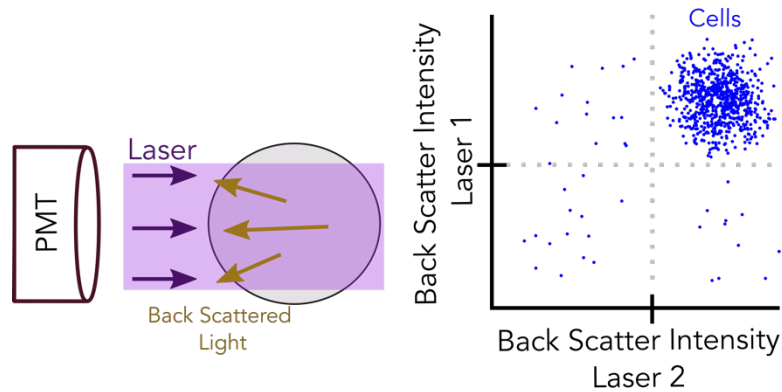 PMT
Laser
Back Scattered
Light
Cells
Back Scatter Intensity
Laser 1
Back Scatter Intensity
Laser 2